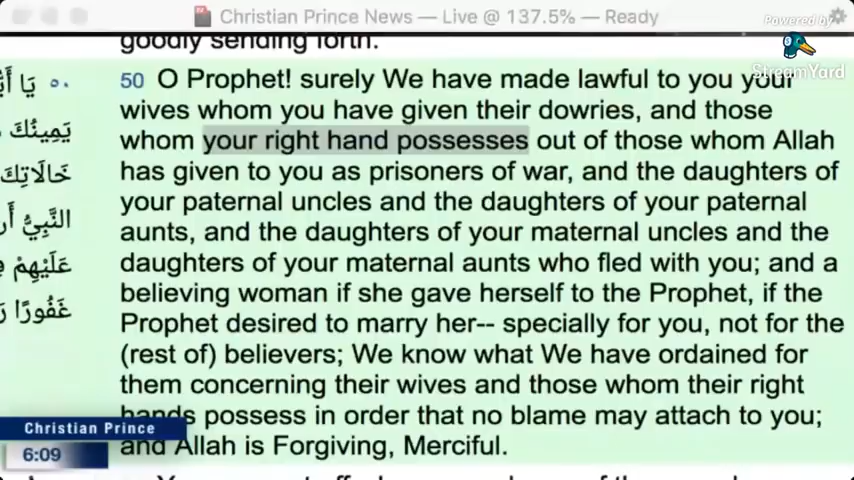 Christian Prince News — Live @ 137.5% — Ready
Powered by
StreamYard
goodly sending forth.
50 O Prophet! surely We have made lawful to you your
wives whom you have given their dowries, and those
whom your right hand possesses out of those whom Allah
has given to you as prisoners of war, and the daughters of
your paternal uncles and the daughters of your paternal
aunts, and the daughters of your maternal uncles and the
daughters of your maternal aunts who fled with you; and a
believing woman if she gave herself to the Prophet, if the
Prophet desired to marry her-- specially for you, not for the
(rest of) believers; We know what We have ordained for
them concerning their wives and those whom their right
hands possess in order that no blame may attach to you;
and Allah is Forgiving, Merciful.
٥٠ يَا
يَمِينُكَ
خَالَاتِكَ
النَّبِيُّ
عَلَيْهِمْ
غَفُورًا
Christian Prince
6:09